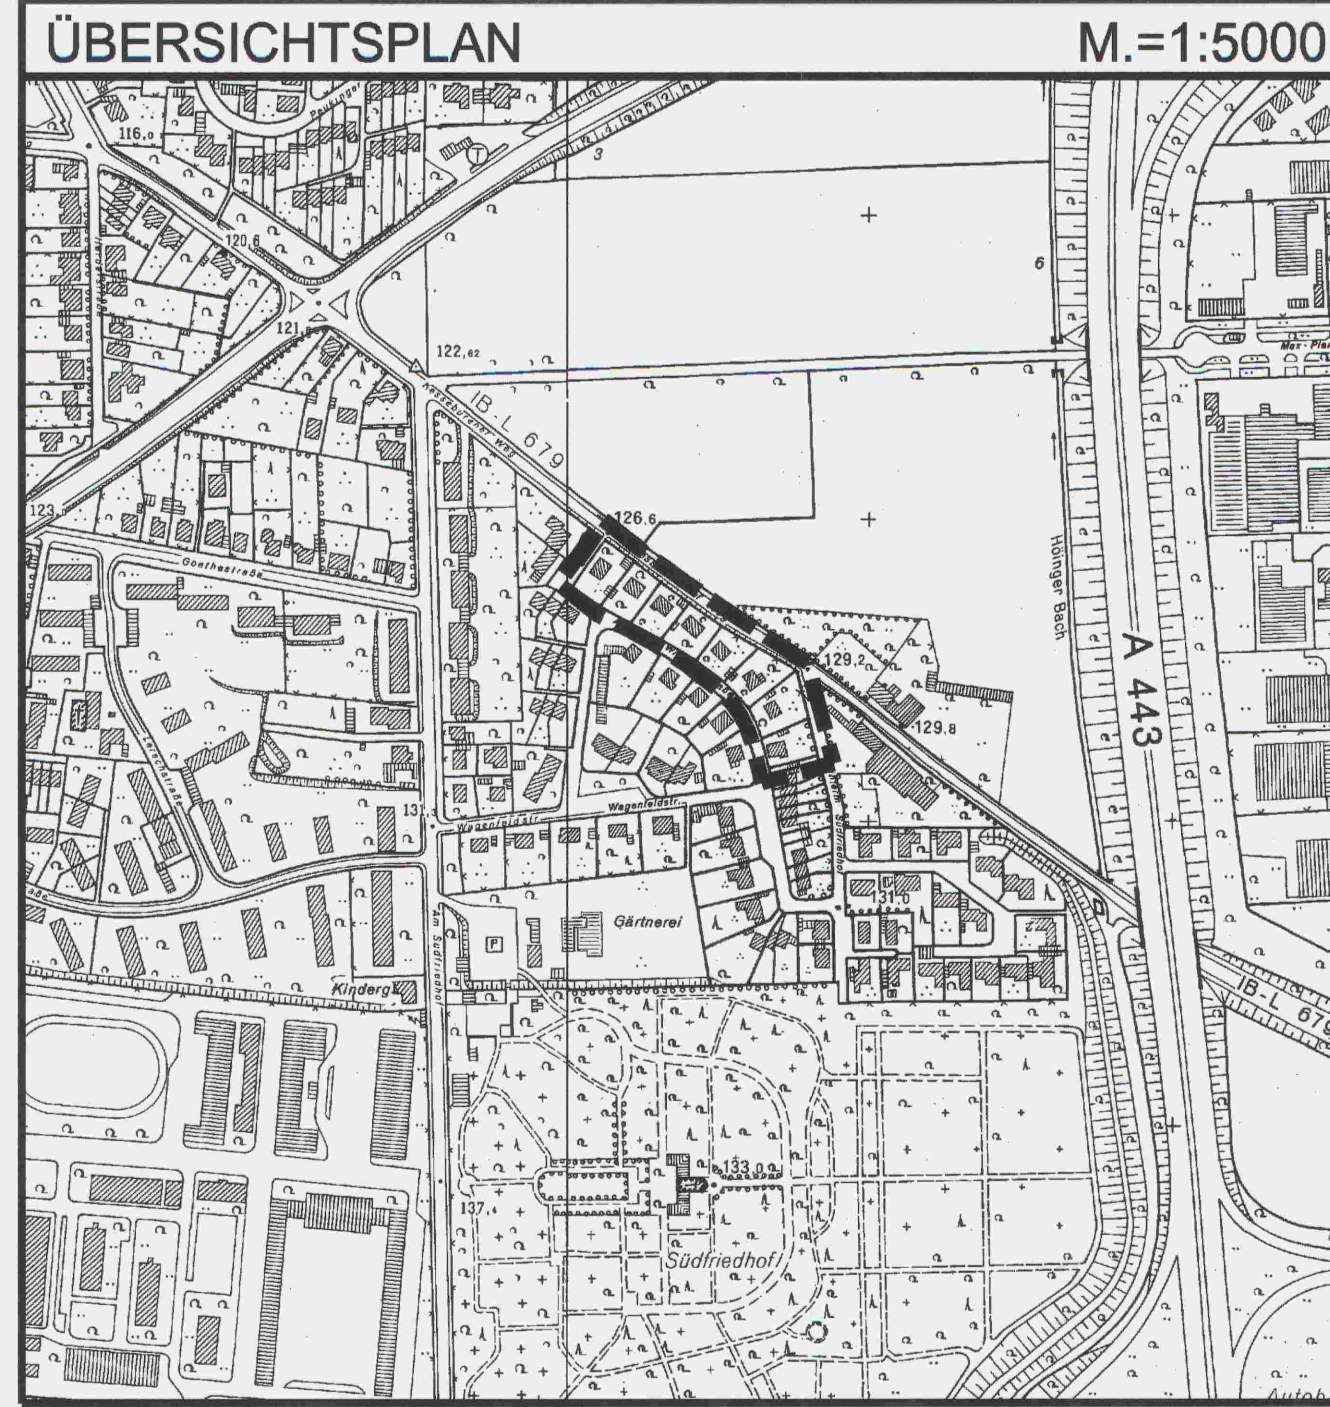 ÜBERSICHTSPLAN
M.=1:5000
116,0
T
3
120,6
6
121,
122,62
IB-L 679
123,
126,6
Goethestraße
Höinger Bach
A 443
129,2
129,8
Lerchstraße
131,
Wagenfeldstr.
Wagenfeldstr.
Südfriedhof
131,0
Gärtnerei
P
Am Südfriedhof
Kinderg.
IB-L 679
133,0
137,4
Südfriedhof